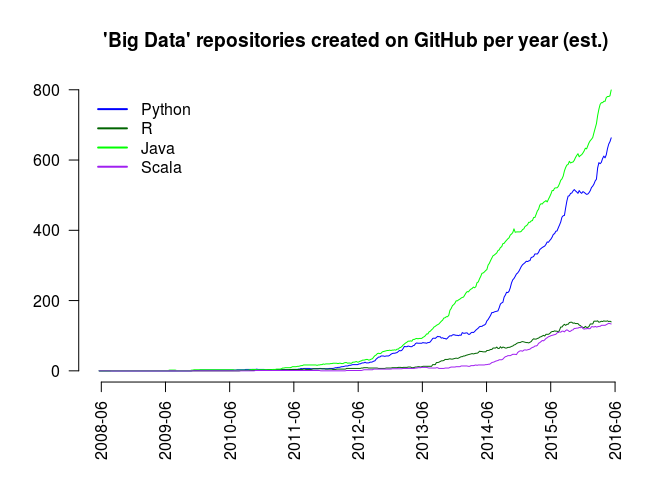 'Big Data' repositories created on GitHub per year (est.)
800
600
400
200
0
Python
R
Java
Scala
2008-06
2009-06
2010-06
2011-06
2012-06
2013-06
2014-06
2015-06
2016-06